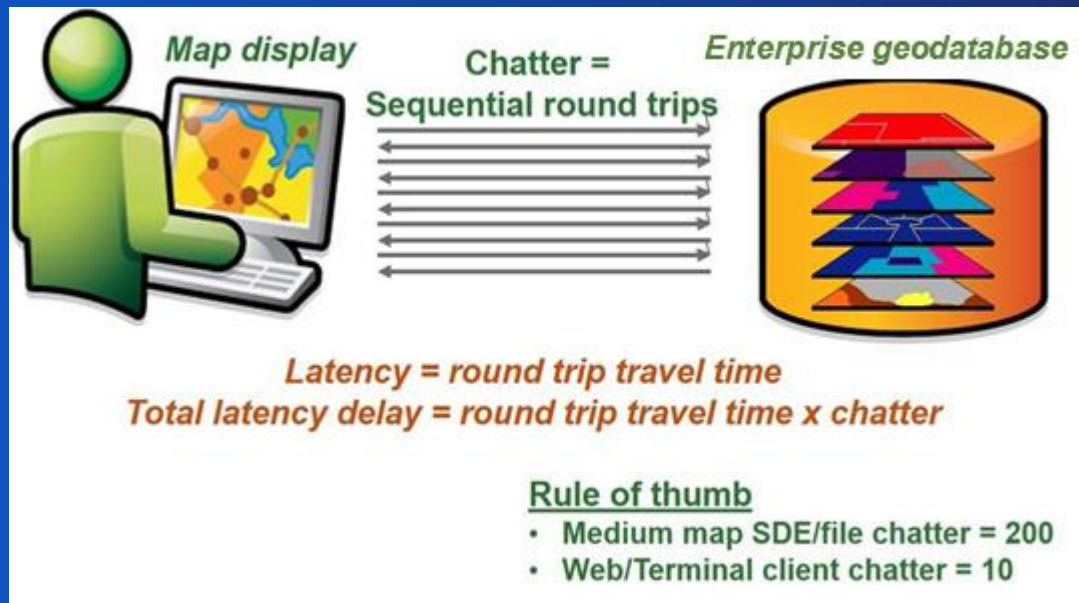 Map display
Chatter =
Sequential round trips
Enterprise geodatabase
Latency = round trip travel time
Total latency delay = round trip travel time x chatter
Rule of thumb
• Medium map SDE/file chatter = 200
• Web/Terminal client chatter = 10